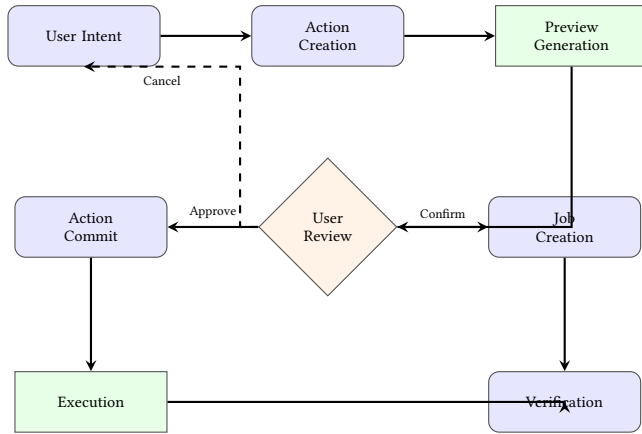 User Intent
Action
Creation
Preview
Generation
Cancel
Action
Commit
Approve
User
Review
Confirm
Job
Creation
Execution
Verification